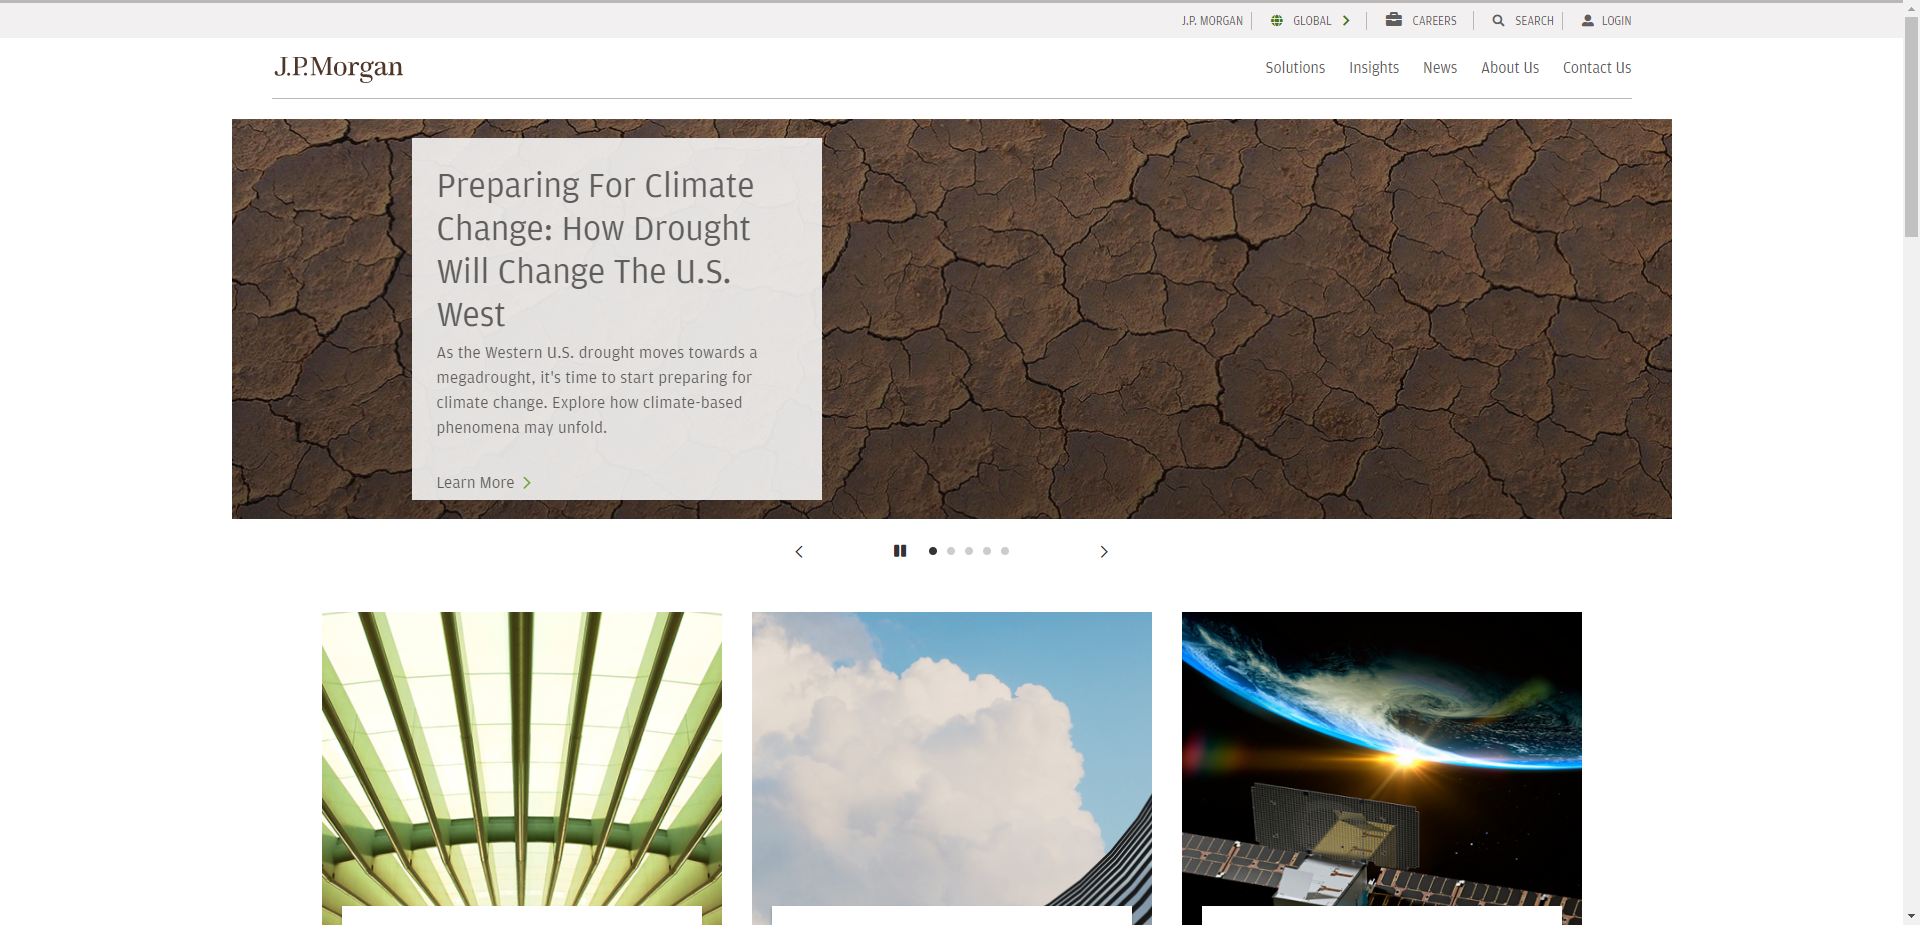 J.P. MORGAN GLOBAL CAREERS SEARCH LOGIN
J.P.Morgan
Solutions Insights News About Us Contact Us
Preparing For Climate
Change: How Drought
Will Change The U.S.
West
As the Western U.S. drought moves towards a
megadrought, it's time to start preparing for
climate change. Explore how climate-based
phenomena may unfold.
Learn More